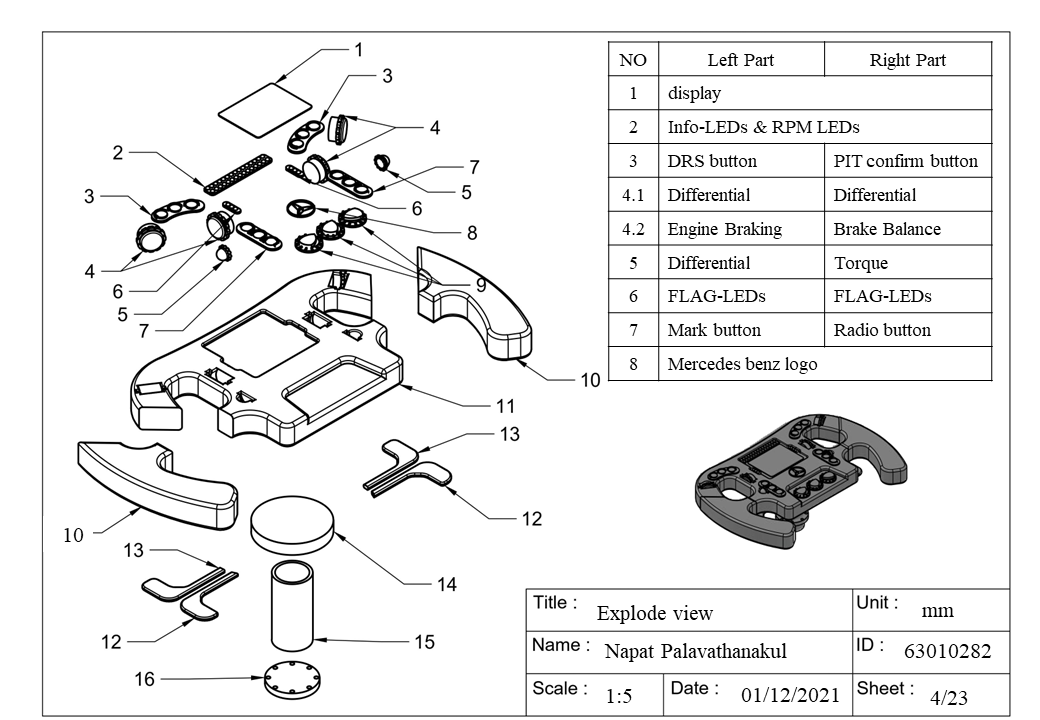 1
3
4
2
7
5
3
6
8
4
9
6
5
7
10
11
13
12
10
13
14
12
15
16
NO Left Part Right Part
1 display
2 Info-LEDs & RPM LEDs
3 DRS button PIT confirm button
4.1 Differential Differential
4.2 Engine Braking Brake Balance
5 Differential Torque
6 FLAG-LEDs FLAG-LEDs
7 Mark button Radio button
8 Mercedes benz logo
Title : Explode view Unit : mm
Name : Napat Palavathanakul ID : 63010282
Scale : 1:5 Date : 01/12/2021 Sheet : 4/23